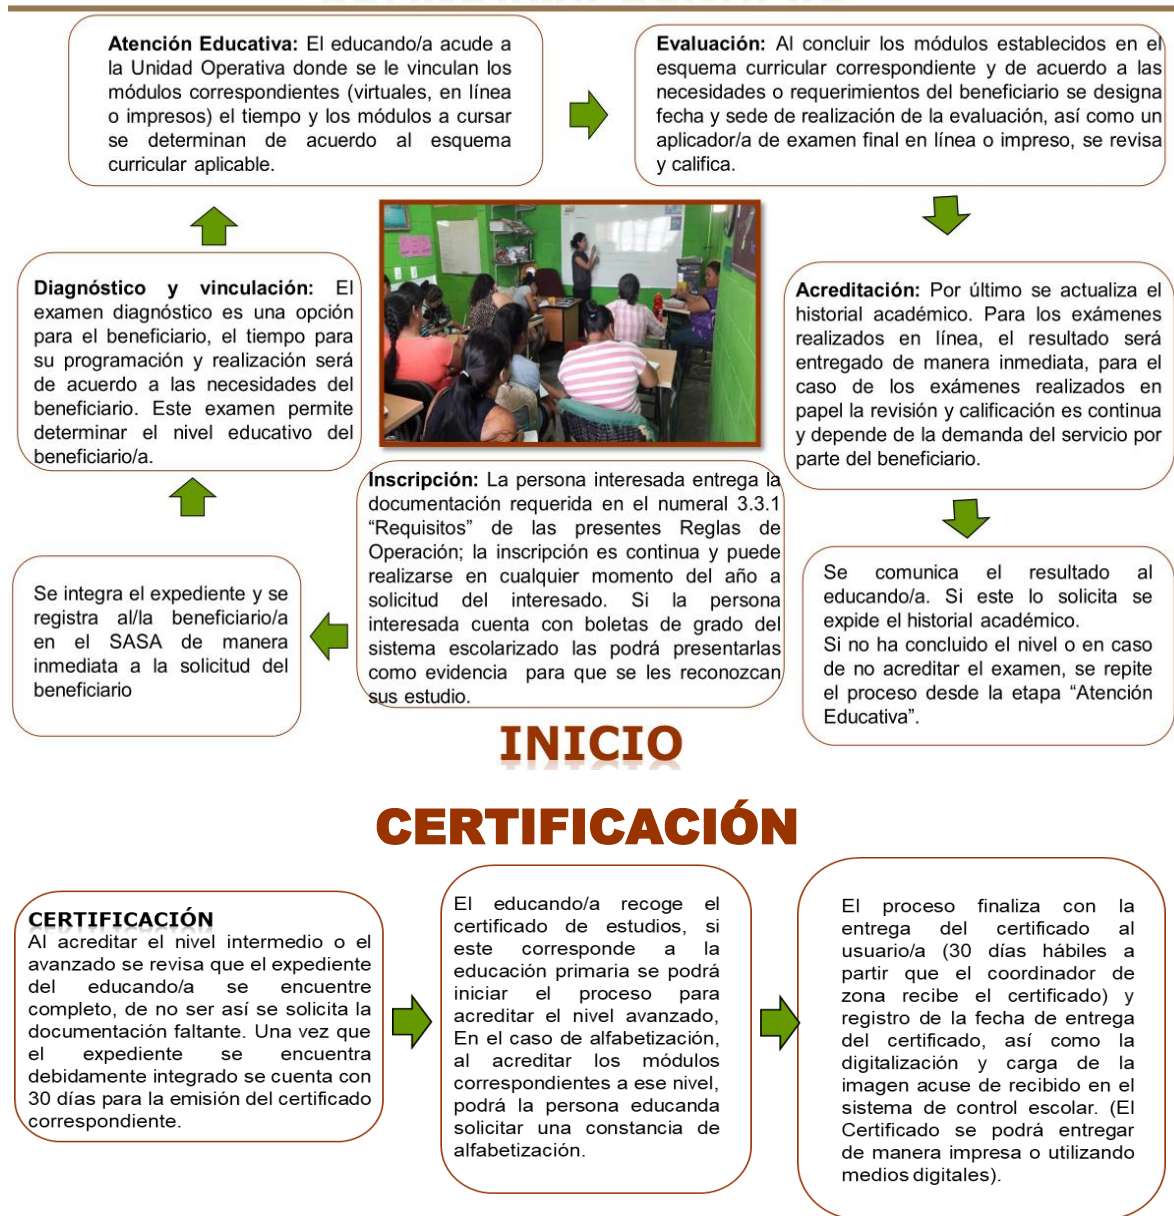 Atención Educativa: El educando/a acude a
la Unidad Operativa donde se le vinculan los
módulos correspondientes (virtuales, en línea
o impresos) el tiempo y los módulos a cursar
se determinan de acuerdo al esquema
curricular aplicable.
Evaluación: Al concluir los módulos establecidos en el
esquema curricular correspondiente y de acuerdo a las
necesidades o requerimientos del beneficiario se designa
fecha y sede de realización de la evaluación, así como un
aplicador/a de examen final en línea o impreso, se revisa
y califica.
Diagnóstico y vinculación: El
examen diagnóstico es una opción
para el beneficiario, el tiempo para
su programación y realización será
de acuerdo a las necesidades del
beneficiario. Este examen permite
determinar el nivel educativo del
beneficiario/a.
Acreditación: Por último se actualiza el
historial académico. Para los exámenes
realizados en línea, el resultado será
entregado de manera inmediata, para el
caso de los exámenes realizados en
papel la revisión y calificación es continua
y depende de la demanda del servicio por
parte del beneficiario.
Inscripción: La persona interesada entrega la
documentación requerida en el numeral 3.3.1
“Requisitos” de las presentes Reglas de
Operación; la inscripción es continua y puede
realizarse en cualquier momento del año a
solicitud del interesado. Si la persona
interesada cuenta con boletas de grado del
sistema escolarizado las podrá presentarlas
como evidencia para que se les reconozcan
sus estudio.
Se integra el expediente y se
registra al/la beneficiario/a
en el SASA de manera
inmediata a la solicitud del
beneficiario
Se comunica el resultado al
educando/a. Si este lo solicita se
expide el historial académico.
Si no ha concluido el nivel o en caso
de no acreditar el examen, se repite
el proceso desde la etapa “Atención
Educativa”.
INICIO
CERTIFICACIÓN
CERTIFICACIÓN
Al acreditar el nivel intermedio o el
avanzado se revisa que el expediente
del educando/a se encuentre
completo, de no ser así se solicita la
documentación faltante. Una vez que
el expediente se encuentra
debidamente integrado se cuenta con
30 días para la emisión del certificado
correspondiente.
El educando/a recoge el
certificado de estudios, si
este corresponde a la
educación primaria se podrá
iniciar el proceso para
acreditar el nivel avanzado,
En el caso de alfabetización,
al acreditar los módulos
correspondientes a ese nivel,
podrá la persona educanda
solicitar una constancia de
alfabetización.
El proceso finaliza con la
entrega del certificado al
usuario/a (30 días hábiles a
partir que el coordinador de
zona recibe el certificado) y
registro de la fecha de entrega
del certificado, así como la
digitalización y carga de la
imagen acuse de recibido en el
sistema de control escolar. (El
Certificado se podrá entregar
de manera impresa o utilizando
medios digitales).